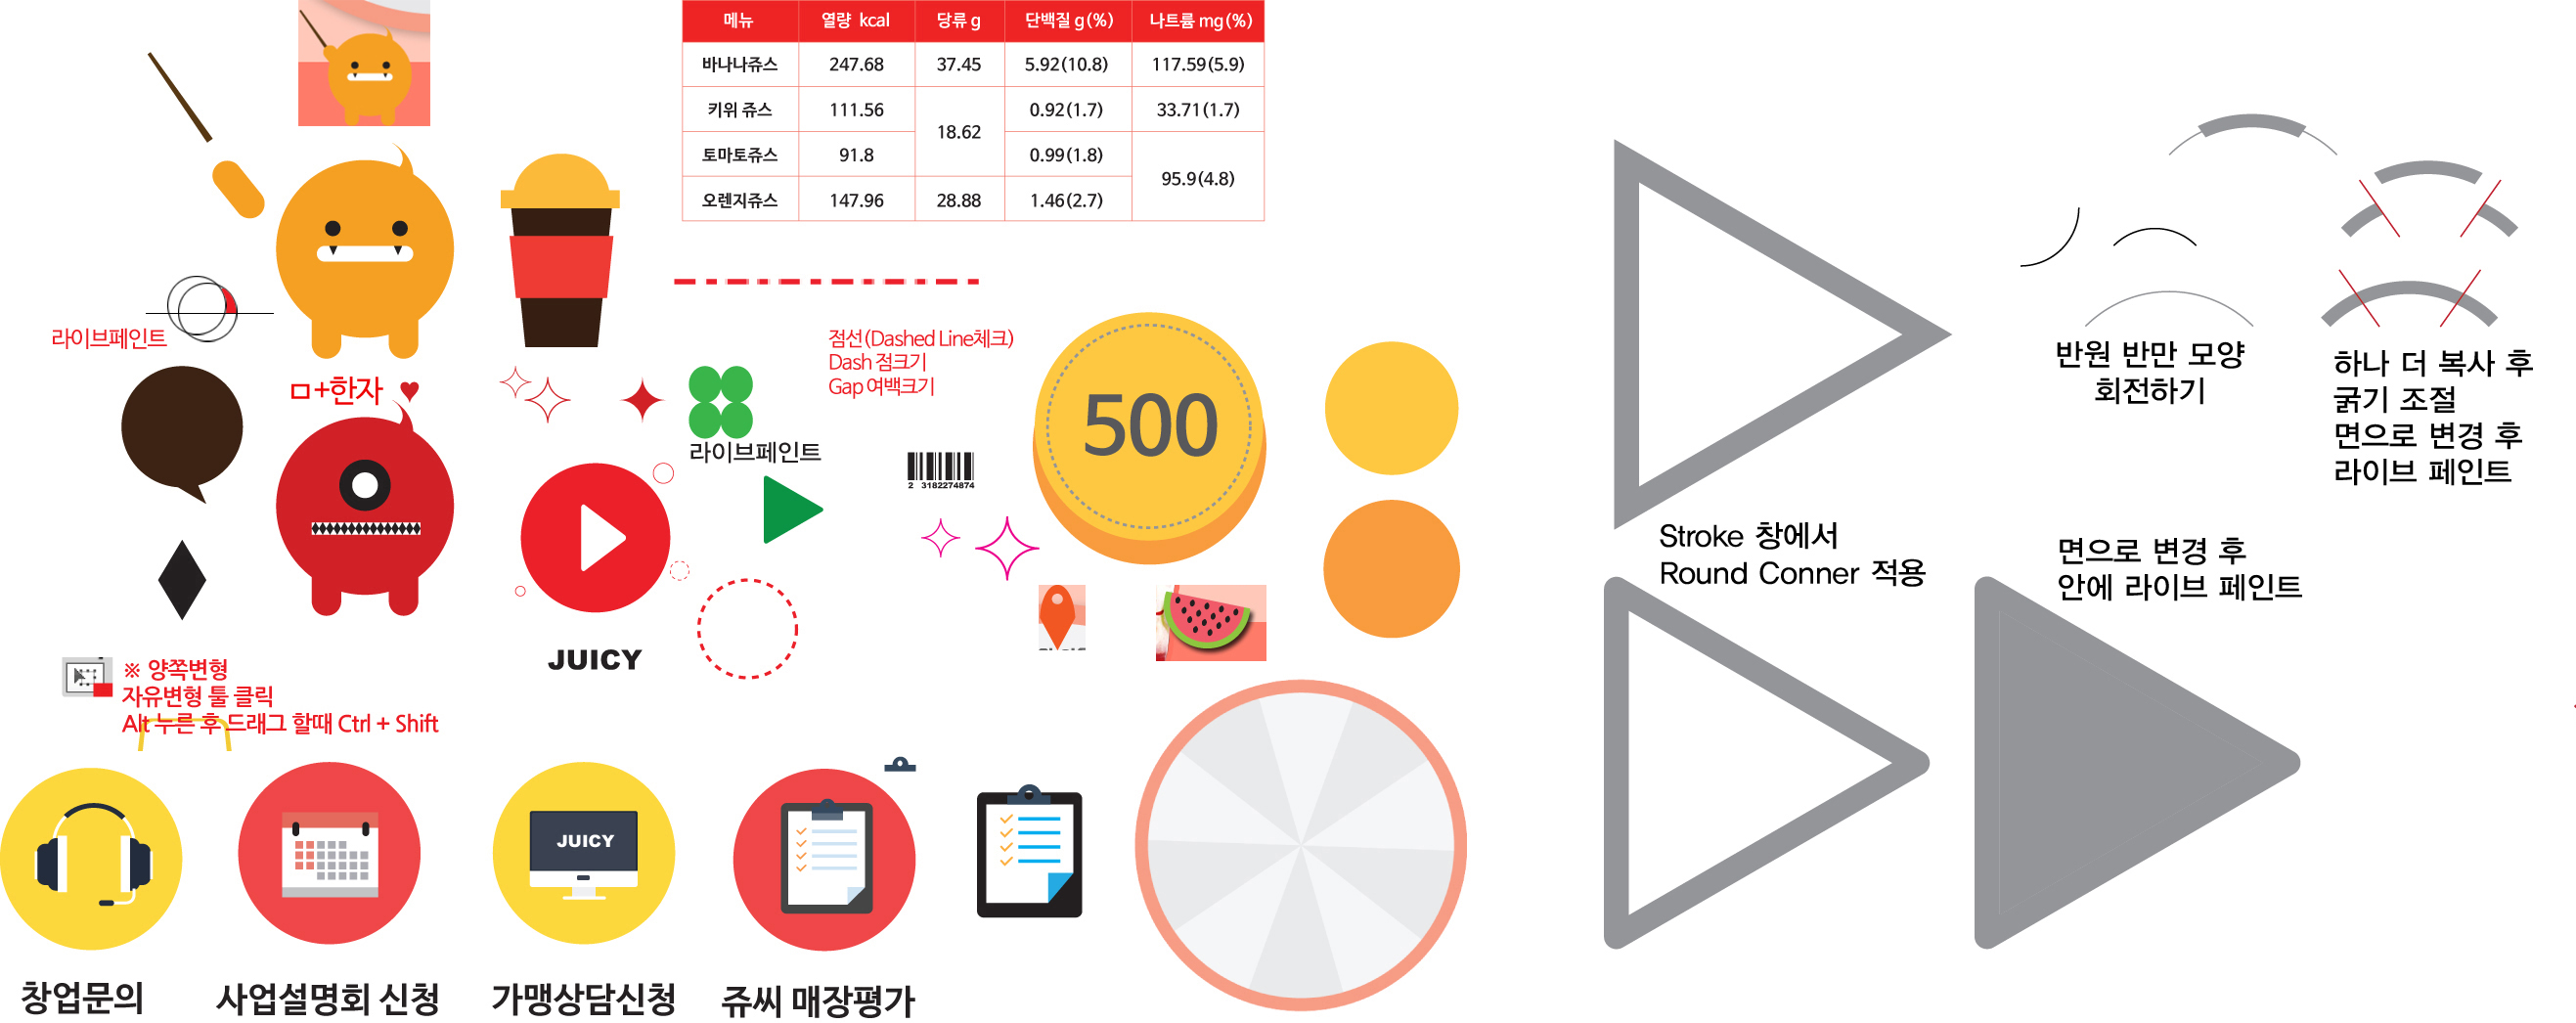 메뉴 열량 kcal 당류 g 단백질 g(%) 나트륨 mg(%)
바나나쥬스 247.68 37.45 5.92(10.8) 117.59(5.9)
키위 쥬스 111.56 18.62 0.92(1.7) 33.71(1.7)
토마토쥬스 91.8 0.99(1.8) 95.9(4.8)
오렌지쥬스 147.96 28.88 1.46(2.7)
라이브페인트
ㅁ+한자 ♥
점선(Dashed Line체크)
Dash 점크기
Gap 여백크기
라이브페인트
500
2 3182274874
JUICY
※ 양쪽변형
자유변형 툴 클릭
Alt 누른 후 드래그 할때 Ctrl + Shift
JUICY
창업문의
사업설명회 신청
가맹상담신청
쥬씨 매장평가
반원 반만 모양
회전하기
하나 더 복사 후
굵기 조절
면으로 변경 후
라이브 페인트
Stroke 창에서
Round Conner 적용
면으로 변경 후
안에 라이브 페인트